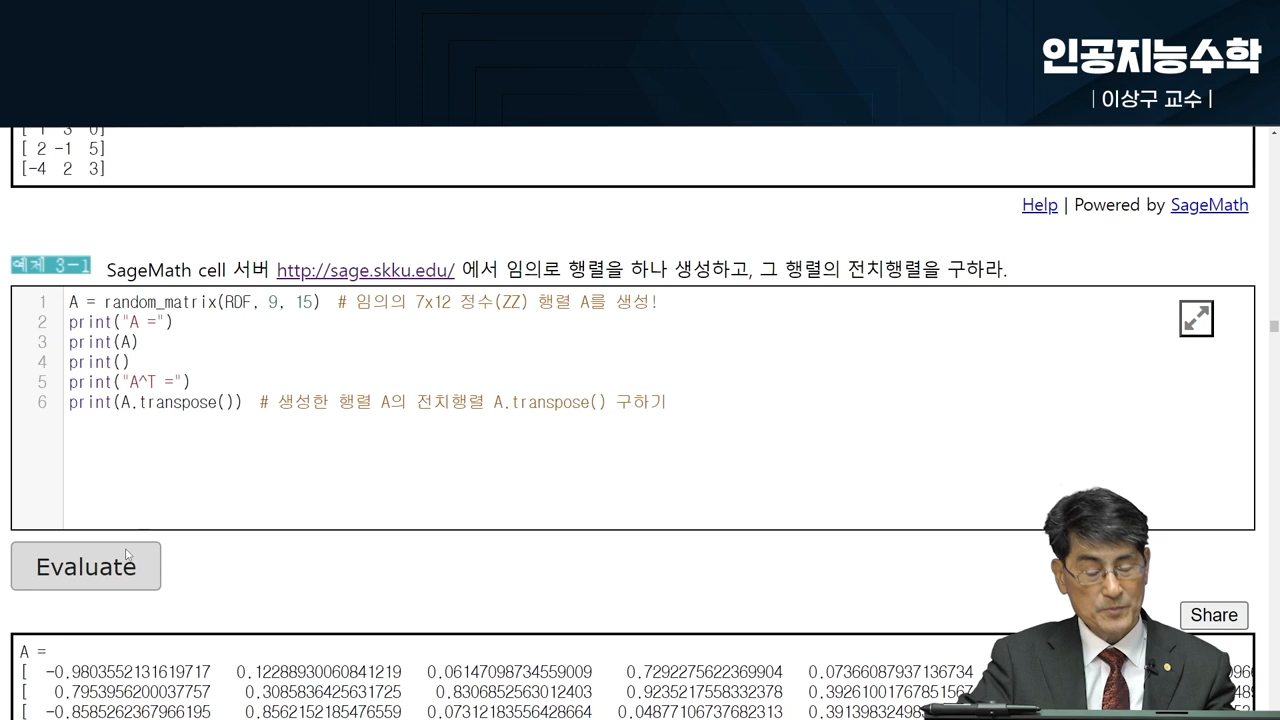 인공지능수학
| 이상구 교수 |
[ 1 3 0]
[ 2 -1 5]
[-4 2 3]
Help | Powered by SageMath
예제 3-1 SageMath cell 서버 http://sage.skku.edu/ 에서 임의로 행렬을 하나 생성하고, 그 행렬의 전치행렬을 구하라.
1 A = random_matrix(RDF, 9, 15) # 임의의 7x12 정수(ZZ) 행렬 A를 생성!
2 print("A =")
3 print(A)
4 print()
5 print("A^T =")
6 print(A.transpose()) # 생성한 행렬 A의 전치행렬 A.transpose() 구하기
Evaluate
Share
A =
[ -0.9803552131619717 0.12288930060841219 0.06147098734559009 0.7292275622369904 0.07366087937136734
[ 0.7953956200037757 0.3085836425631725 0.8306852563012403 0.9235217558332378 0.39261001767851567
[ -0.8585262367966195 0.07312183556428664 0.04877106737682313